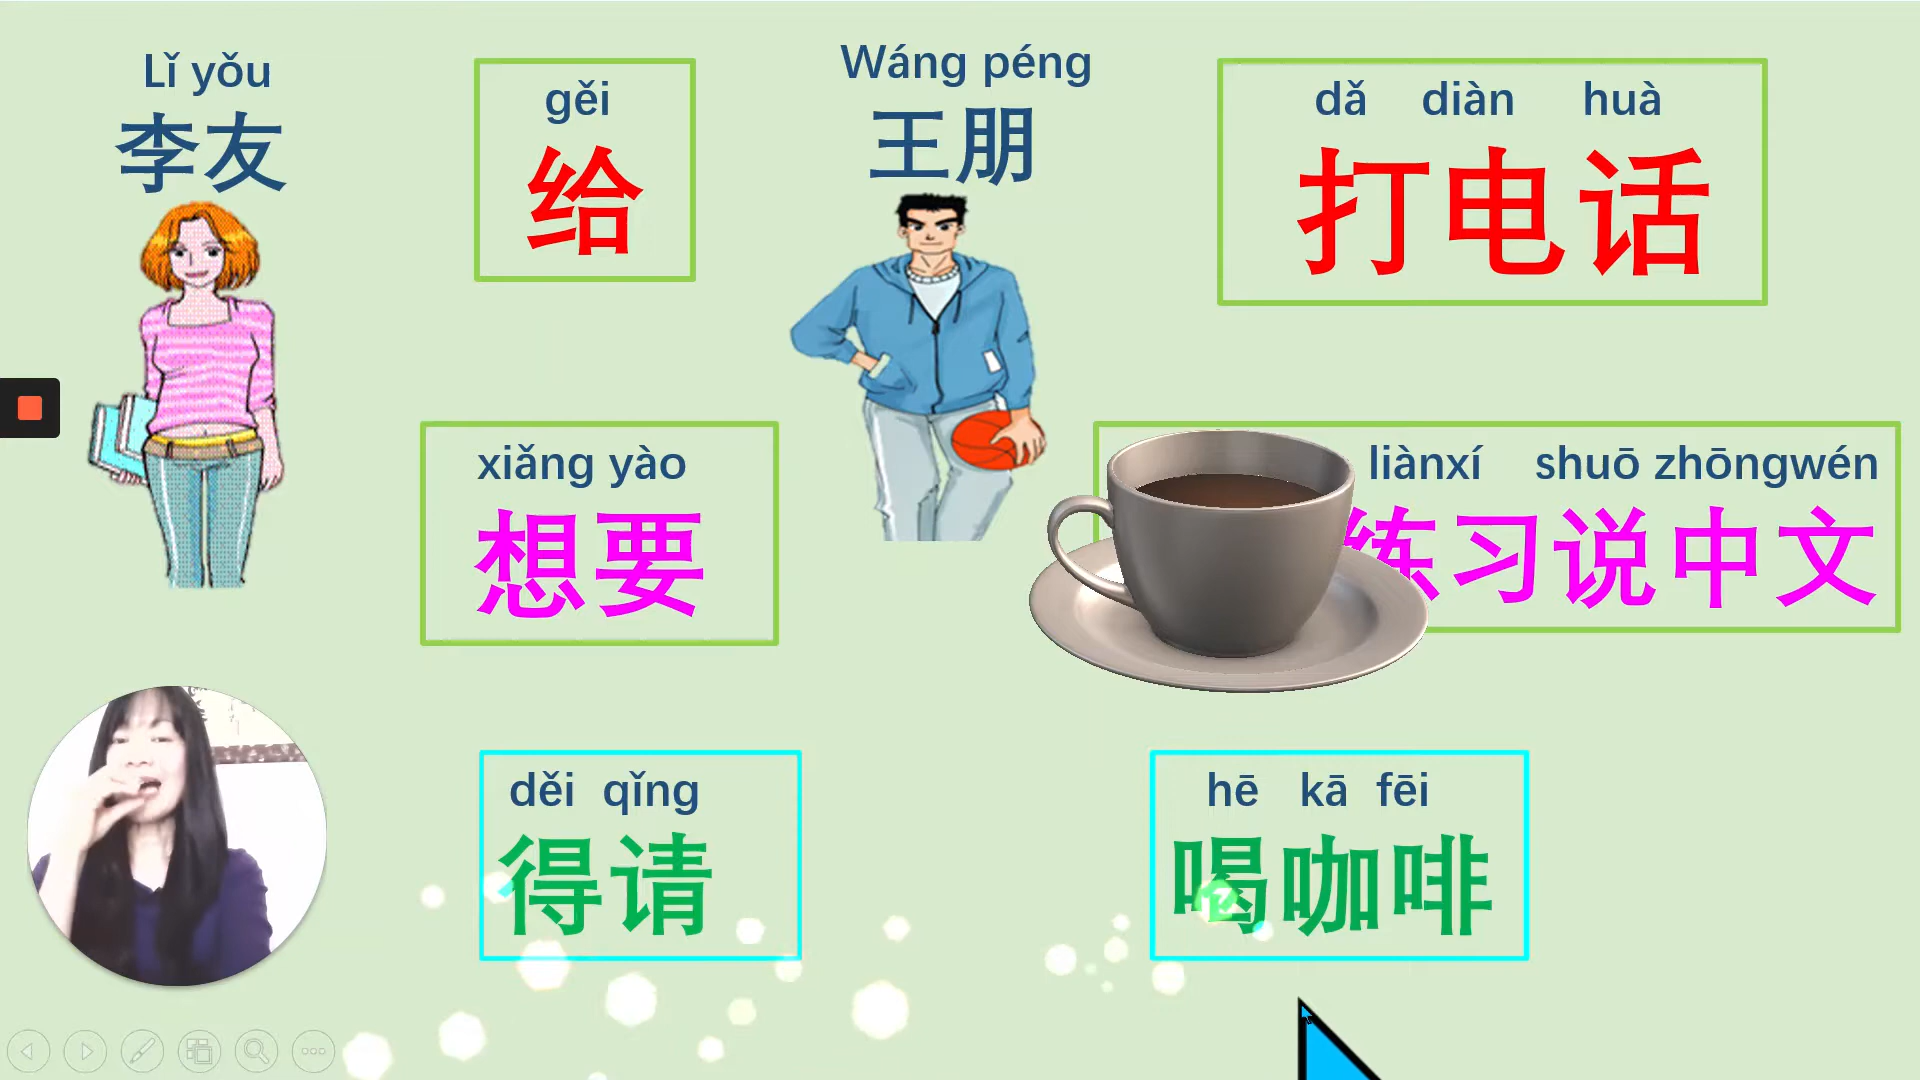 Lǐ yǒu
李友
gěi
给
Wáng péng
王朋
dǎ diàn huà
打电话
xiǎng yào
想要
liànxí shuō zhōngwén
练习说中文
děi qǐng
得请
hē kā fēi
喝咖啡